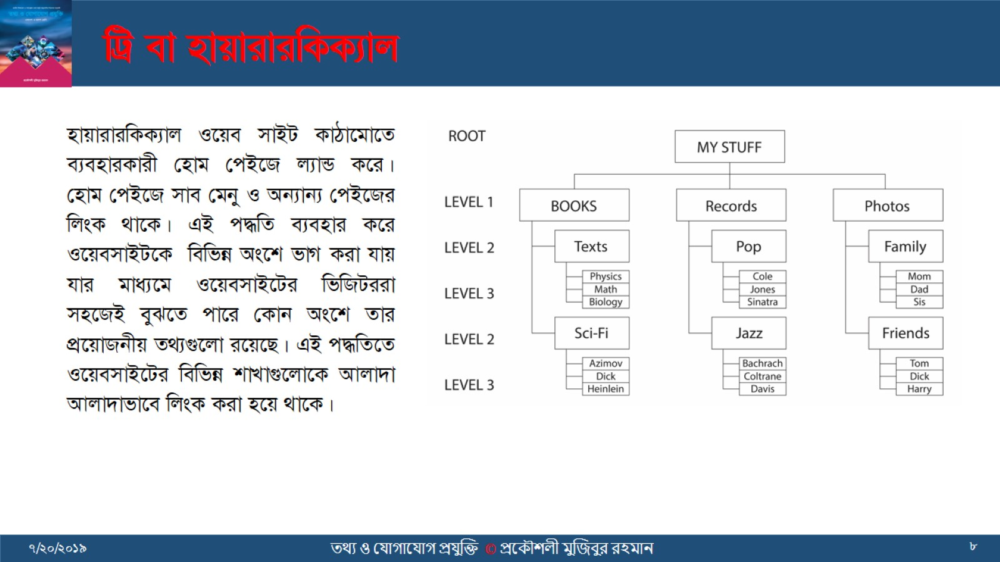 তথ্য ও যোগাযোগ প্রযুক্তি
ট্রি বা হায়ারারকিক্যাল
হায়ারারকিক্যাল ওয়েব সাইট কাঠামোতে
ব্যবহারকারী হোম পেইজে ল্যান্ড করে।
হোম পেইজে সাব মেনু ও অন্যান্য পেইজের
লিংক থাকে। এই পদ্ধতি ব্যবহার করে
ওয়েবসাইটকে বিভিন্ন অংশে ভাগ করা যায়
যার মাধ্যমে ওয়েবসাইটের ভিজিটররা
সহজেই বুঝতে পারে কোন অংশে তার
প্রয়োজনীয় তথ্যগুলো রয়েছে। এই পদ্ধতিতে
ওয়েবসাইটের বিভিন্ন শাখাগুলোকে আলাদা
আলাদাভাবে লিংক করা হয়ে থাকে।
ROOT
MY STUFF
LEVEL 1
BOOKS
Records
Photos
LEVEL 2
Texts
Pop
Family
LEVEL 3
Physics
Math
Biology
Cole
Jones
Sinatra
Mom
Dad
Sis
LEVEL 2
Sci-Fi
Jazz
Friends
LEVEL 3
Azimov
Dick
Heinlein
Bachrach
Coltrane
Davis
Tom
Dick
Harry
৭/২০/২০১৯
তথ্য ও যোগাযোগ প্রযুক্তি © প্রকৌশলী মুজিবুর রহমান
৮